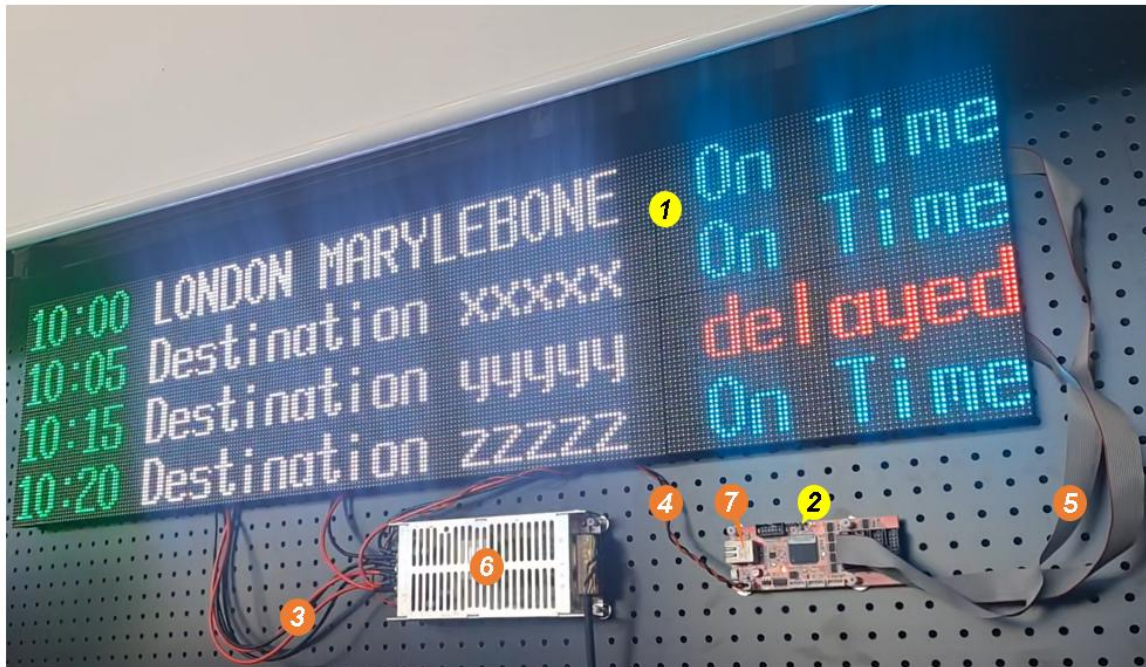 10:00 LONDON MARYLEBONE On Time
10:05 Destination xxxxx On Time
10:15 Destination yyyyy delayed
10:20 Destination zzzzz On Time
1
2
3
4
5
6
7